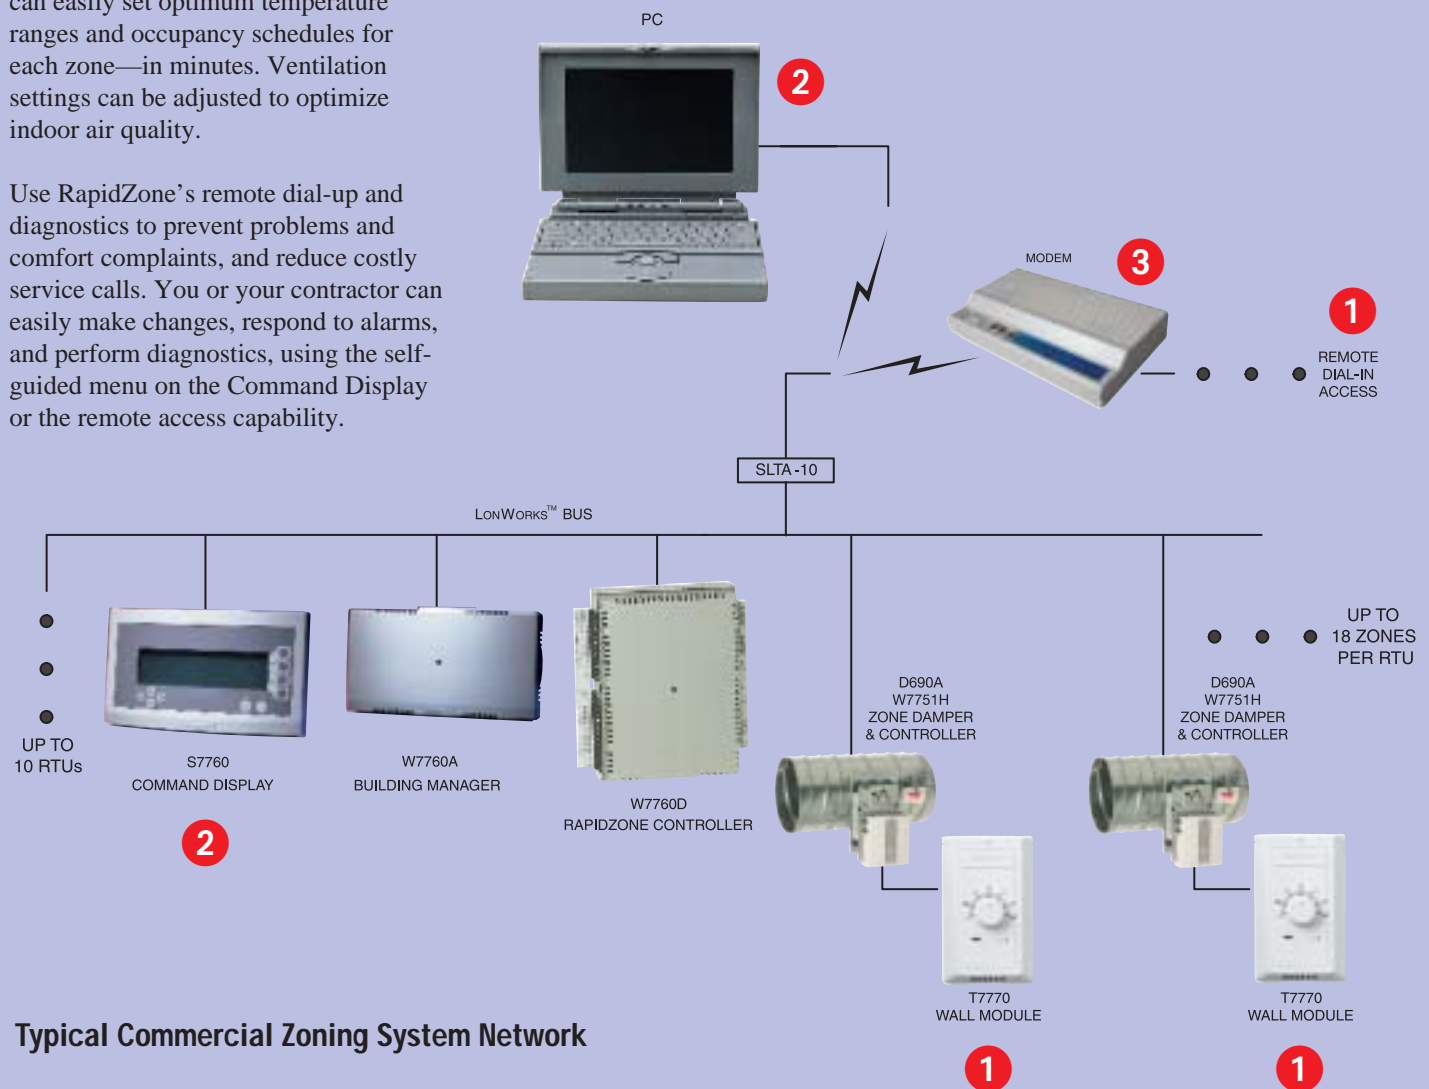 can easily set optimum temperature
ranges and occupancy schedules for
each zone—in minutes. Ventilation
settings can be adjusted to optimize
indoor air quality.
Use RapidZone’s remote dial-up and
diagnostics to prevent problems and
comfort complaints, and reduce costly
service calls. You or your contractor can
easily make changes, respond to alarms,
and perform diagnostics, using the self-
guided menu on the Command Display
or the remote access capability.
PC
2
MODEM
3
1
REMOTE
DIAL-IN
ACCESS
SLTA-10
LONWORKS™ BUS
UP TO
10 RTUs
S7760
COMMAND DISPLAY
2
W7760A
BUILDING MANAGER
W7760D
RAPIDZONE CONTROLLER
D690A
W7751H
ZONE DAMPER
& CONTROLLER
D690A
W7751H
ZONE DAMPER
& CONTROLLER
UP TO
18 ZONES
PER RTU
T7770
WALL MODULE
1
T7770
WALL MODULE
1
Typical Commercial Zoning System Network